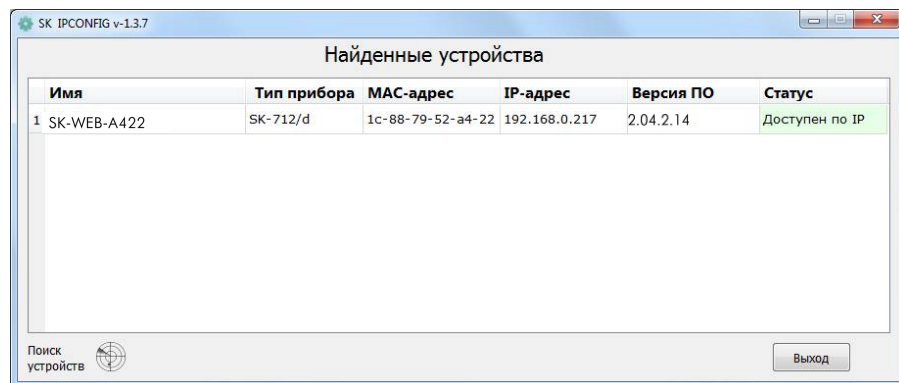 SK IPCONFIG v-1.3.7
Найденные устройства
Имя Тип прибора MAC-адрес IP-адрес Версия ПО Статус
1 SK-WEB-A422 SK-712/d 1c-88-79-52-a4-22 192.168.0.217 2.04.2.14 Доступен по IP
Поиск
устройств
Выход